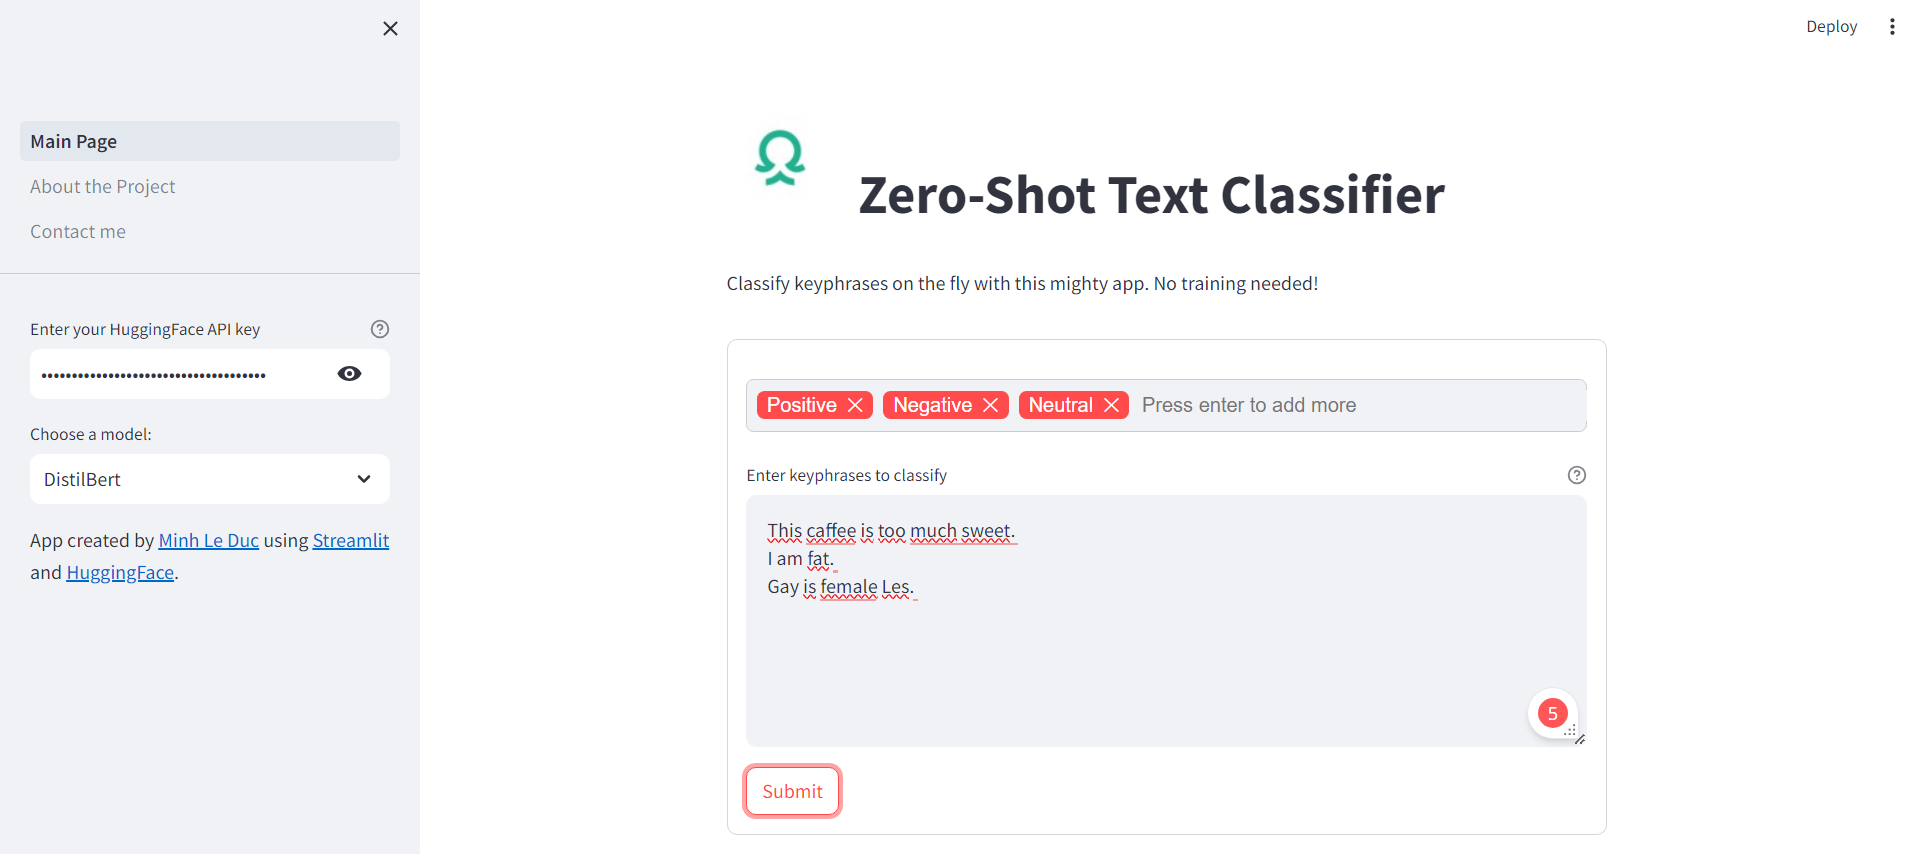 Deploy
Main Page
About the Project
Contact me
Enter your HuggingFace API key
••••••••••••••••••••••••••••••••••••••
Choose a model:
DistilBert
App created by Minh Le Duc using Streamlit
and HuggingFace.
Zero-Shot Text Classifier
Classify keyphrases on the fly with this mighty app. No training needed!
Positive Negative Neutral Press enter to add more
Enter keyphrases to classify
This caffee is too much sweet.
I am fat.
Gay is female Les.
5
Submit